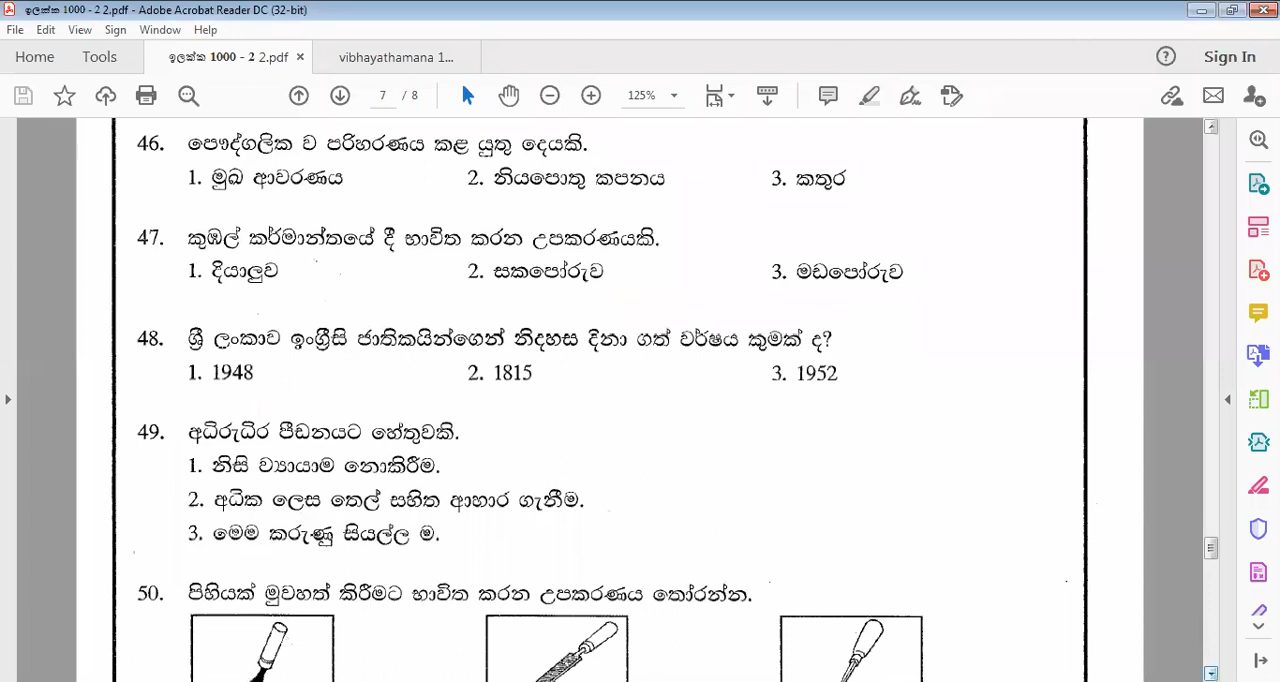 ඉලක්ක 1000 - 2 2.pdf - Adobe Acrobat Reader DC (32-bit)
File Edit View Sign Window Help
Home Tools ඉලක්ක 1000 - 2 2.pdf × vibhayathamana 1... Sign In
7 / 8 125%
46. පෞද්ගලික ව පරිහරණය කළ යුතු දෙයකි.
1. මුඛ ආවරණය 2. නියපොතු කපනය 3. කතුර
47. කුඹල් කර්මාන්තයේ දී භාවිත කරන උපකරණයකි.
1. දියාලුව 2. සකපෝරුව 3. මඩපෝරුව
48. ශ්‍රී ලංකාව ඉංග්‍රීසි ජාතිකයින්ගෙන් නිදහස දිනා ගත් වර්ෂය කුමක් ද?
1. 1948 2. 1815 3. 1952
49. අධිරුධිර පීඩනයට හේතුවකි.
1. නිසි ව්‍යායාම නොකිරීම.
2. අධික ලෙස තෙල් සහිත ආහාර ගැනීම.
3. මෙම කරුණු සියල්ල ම.
50. පිහියක් මුවහත් කිරීමට භාවිත කරන උපකරණය තෝරන්න.